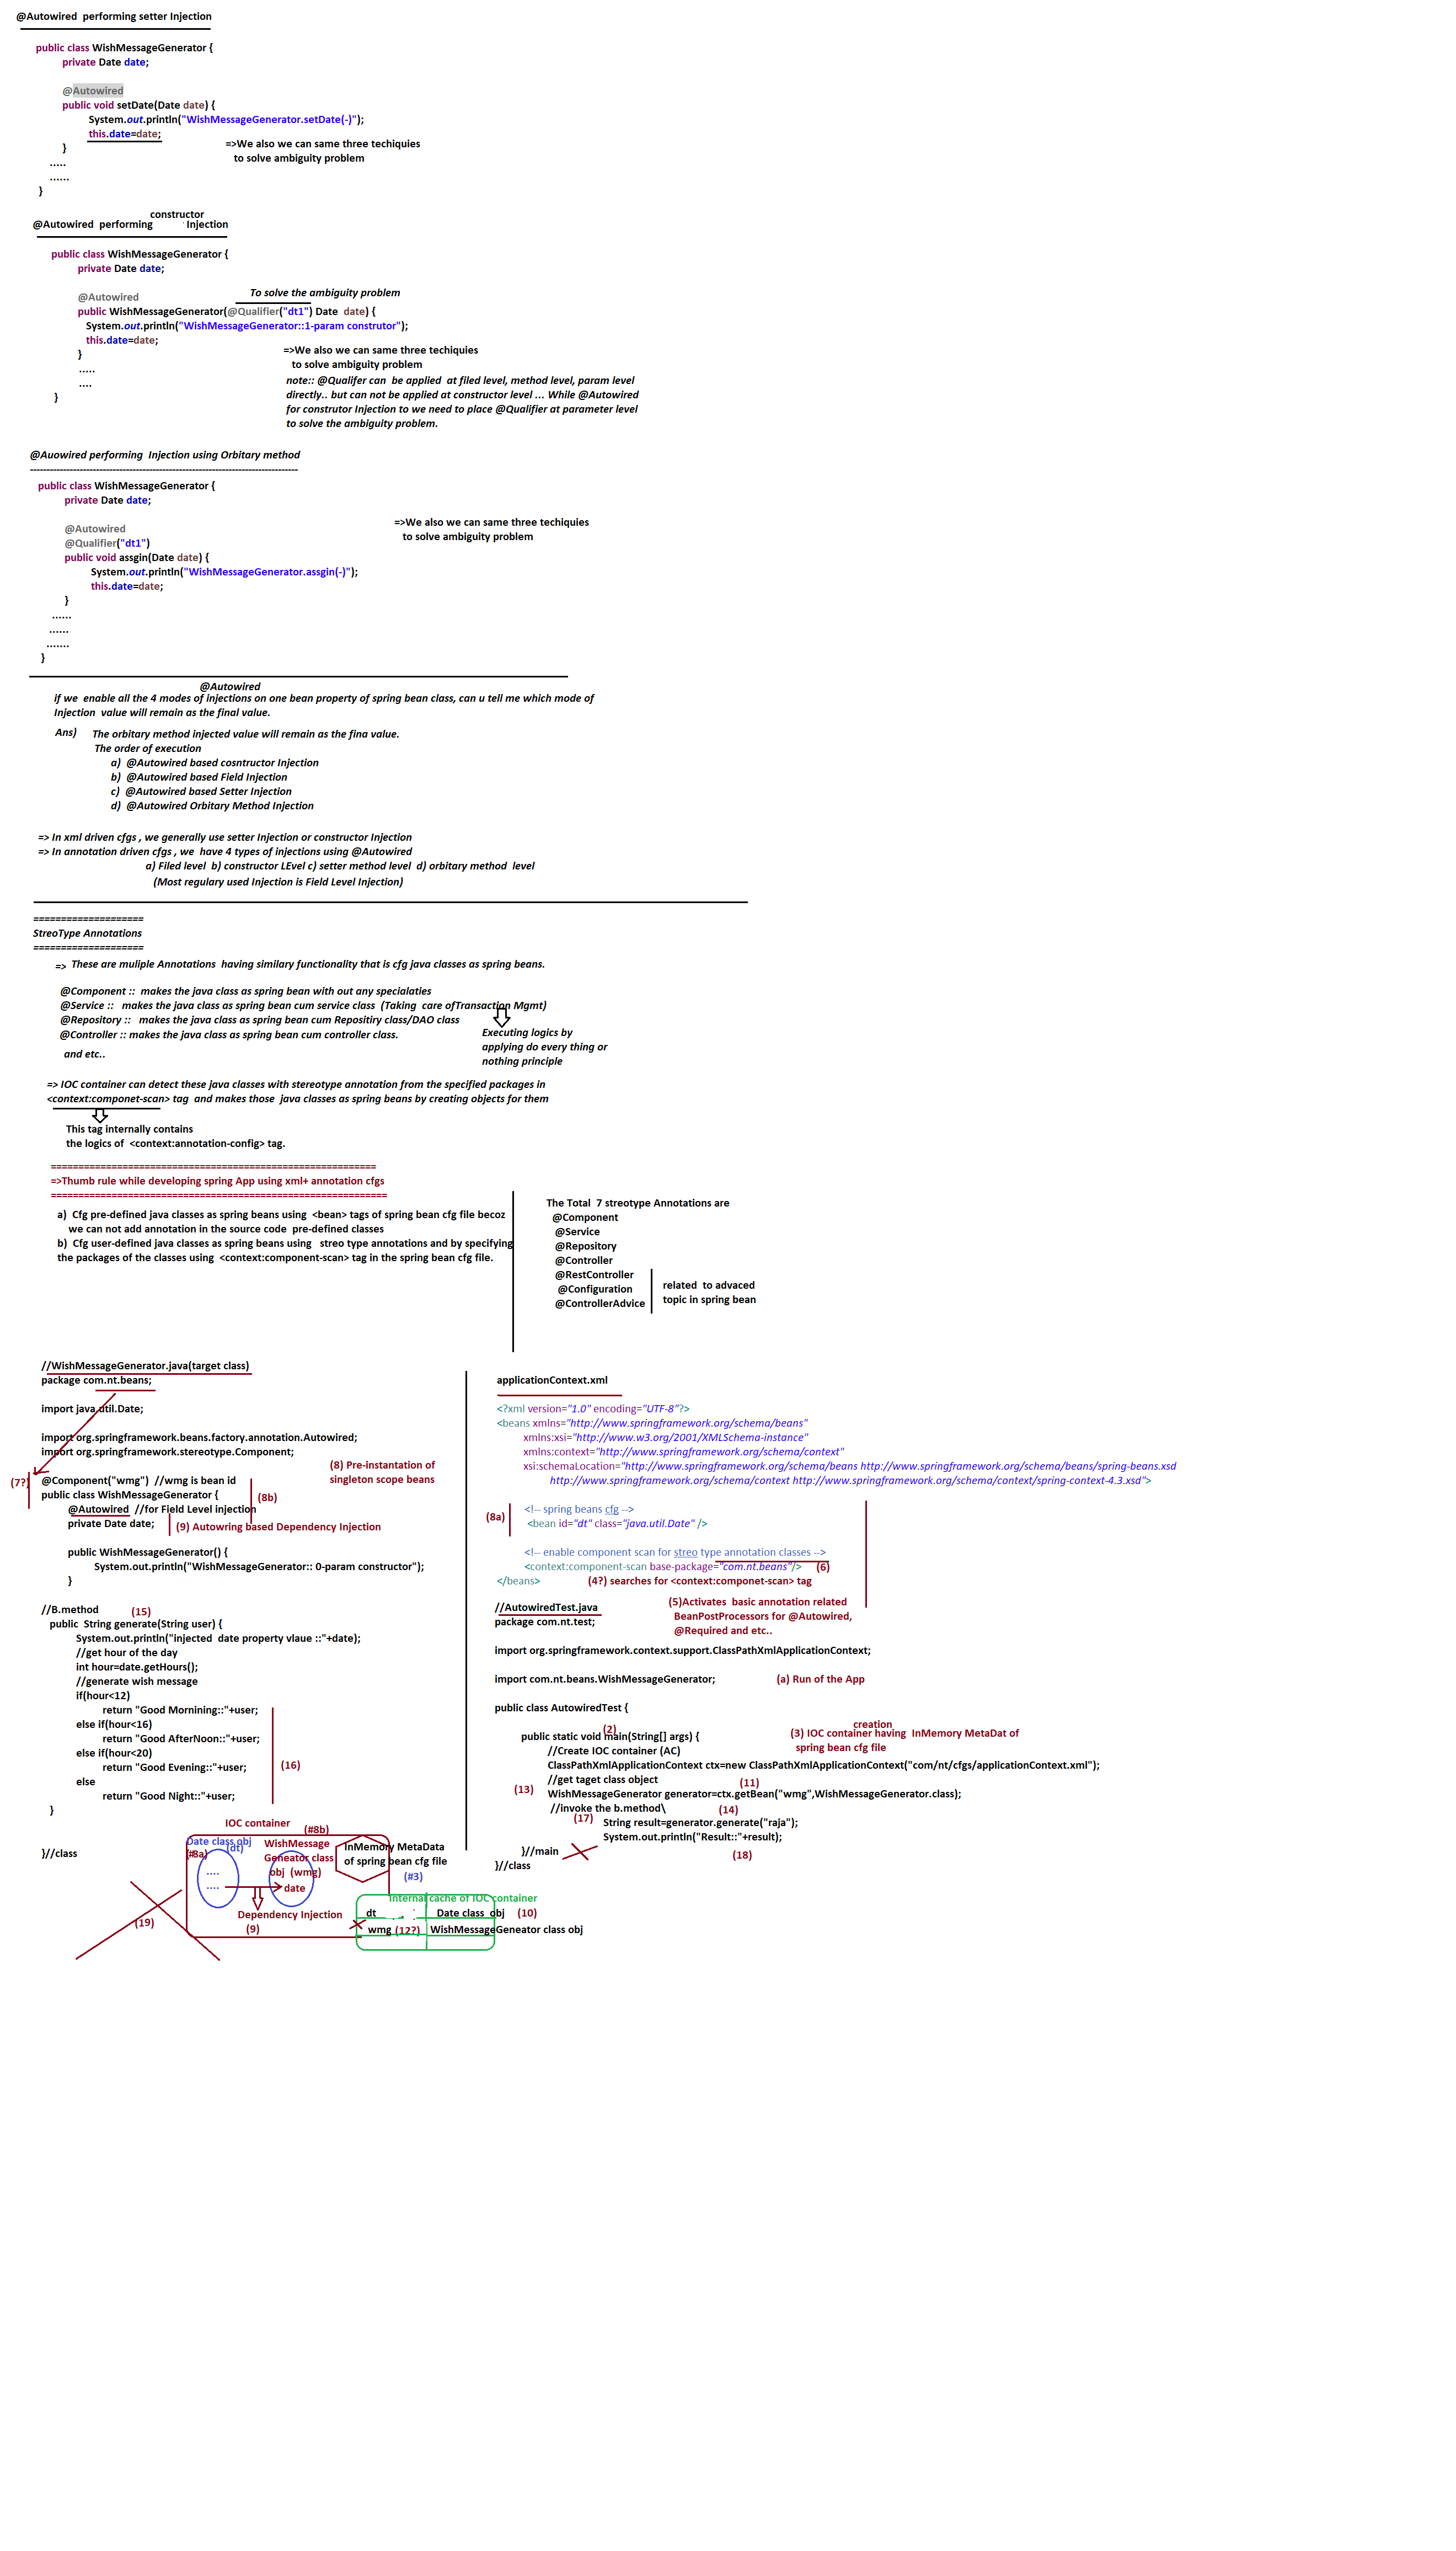 @Autowired  performing setter Injection
public class WishMessageGenerator {
private Date date;
@Autowired
public void setDate(Date date) {
System.out.println("WishMessageGenerator.setDate(-)");
this.date=date;
}
.....
......
}
=>We also we can same three techiquies
to solve ambiguity problem
constructor
@Autowired  performing            Injection
public class WishMessageGenerator {
private Date date;
To solve the ambiguity problem
@Autowired
public WishMessageGenerator(@Qualifier("dt1") Date  date) {
System.out.println("WishMessageGenerator::1-param construtor");
this.date=date;
}
.....
....
}
=>We also we can same three techiquies
to solve ambiguity problem
note:: @Qualifer can  be applied  at filed level, method level, param level
directly.. but can not be applied at constructor level ... While @Autowired
for construtor Injection to we need to place @Qualifier at parameter level
to solve the ambiguity problem.
@Auowired performing  Injection using Orbitary method
--------------------------------------------------------------------------------
public class WishMessageGenerator {
private Date date;
@Autowired
@Qualifier("dt1")
public void assgin(Date date) {
System.out.println("WishMessageGenerator.assgin(-)");
this.date=date;
}
......
......
.......
}
=>We also we can same three techiquies
to solve ambiguity problem
@Autowired
if we  enable all the 4 modes of injections on one bean property of spring bean class, can u tell me which mode of
Injection  value will remain as the final value.
Ans)     The orbitary method injected value will remain as the fina value.
The order of execution
a)  @Autowired based cosntructor Injection
b)  @Autowired based Field Injection
c)  @Autowired based Setter Injection
d)  @Autowired Orbitary Method Injection
=> In xml driven cfgs , we generally use setter Injection or constructor Injection
=> In annotation driven cfgs , we  have 4 types of injections using @Autowired
a) Filed level  b) constructor LEvel c) setter method level  d) orbitary method  level
(Most regulary used Injection is Field Level Injection)
====================
StreoType Annotations
====================
=>  These are muliple Annotations  having similary functionality that is cfg java classes as spring beans.
@Component ::  makes the java class as spring bean with out any specialaties
@Service ::   makes the java class as spring bean cum service class  (Taking  care ofTransaction Mgmt)
@Repository ::   makes the java class as spring bean cum Repositiry class/DAO class
@Controller :: makes the java class as spring bean cum controller class.
and etc..
Executing logics by
applying do every thing or
nothing principle
=> IOC container can detect these java classes with stereotype annotation from the specified packages in
<context:componet-scan> tag  and makes those  java classes as spring beans by creating objects for them
This tag internally contains
the logics of  <context:annotation-config> tag.
===========================================================
=>Thumb rule while developing spring App using xml+ annotation cfgs
=============================================================
a)  Cfg pre-defined java classes as spring beans using  <bean> tags of spring bean cfg file becoz
we can not add annotation in the source code  pre-defined classes
b)  Cfg user-defined java classes as spring beans using   streo type annotations and by specifying
the packages of the classes using  <context:component-scan> tag in the spring bean cfg file.
The Total  7 streotype Annotations are
@Component
@Service
@Repository
@Controller
@RestController
@Configuration
@ControllerAdvice
related  to advaced
topic in spring bean
//WishMessageGenerator.java(target class)
package com.nt.beans;
import java.util.Date;
import org.springframework.beans.factory.annotation.Autowired;
import org.springframework.stereotype.Component;
(8) Pre-instantation of
singleton scope beans
(7?)
@Component("wmg")  //wmg is bean id
public class WishMessageGenerator {
(8b)
@Autowired  //for Field Level injection
private Date date;
(9) Autowring based Dependency Injection
public WishMessageGenerator() {
System.out.println("WishMessageGenerator:: 0-param constructor");
}
//B.method
(15)
public  String generate(String user) {
System.out.println("injected  date property vlaue ::"+date);
//get hour of the day
int hour=date.getHours();
//generate wish message
if(hour<12)
return "Good Mornining::"+user;
else if(hour<16)
return "Good AfterNoon::"+user;
else if(hour<20)
return "Good Evening::"+user;
(16)
else
return "Good Night::"+user;
}
}//class
applicationContext.xml
<?xml version="1.0" encoding="UTF-8"?>
<beans xmlns="http://www.springframework.org/schema/beans"
xmlns:xsi="http://www.w3.org/2001/XMLSchema-instance"
xmlns:context="http://www.springframework.org/schema/context"
xsi:schemaLocation="http://www.springframework.org/schema/beans http://www.springframework.org/schema/beans/spring-beans.xsd
http://www.springframework.org/schema/context http://www.springframework.org/schema/context/spring-context-4.3.xsd">
<!-- spring beans cfg -->
(8a)
<bean id="dt" class="java.util.Date" />
<!-- enable component scan for streo type annotation classes -->
<context:component-scan base-package="com.nt.beans"/>
(6)
</beans>
(4?) searches for <context:componet-scan> tag
(5)Activates  basic annotation related
BeanPostProcessors for @Autowired,
@Required and etc..
//AutowiredTest.java
package com.nt.test;
import org.springframework.context.support.ClassPathXmlApplicationContext;
import com.nt.beans.WishMessageGenerator;
(a) Run of the App
public class AutowiredTest {
creation
(3) IOC container having  InMemory MetaDat of
spring bean cfg file
(2)
public static void main(String[] args) {
//Create IOC container (AC)
ClassPathXmlApplicationContext ctx=new ClassPathXmlApplicationContext("com/nt/cfgs/applicationContext.xml");
//get taget class object
(11)
(13)
WishMessageGenerator generator=ctx.getBean("wmg",WishMessageGenerator.class);
//invoke the b.method\
(14)
(17)
String result=generator.generate("raja");
System.out.println("Result::"+result);
}//main
(18)
}//class
IOC container
(#8b)
Date class obj
(#8a)
(dt)
....
....
WishMessage
Geneator class
obj  (wmg)
date
InMemory MetaData
of spring bean cfg file
(#3)
Dependency Injection
(9)
(19)
Internal cache of IOC container
dt
Date class  obj
(10)
wmg (12?)
WishMessageGeneator class obj